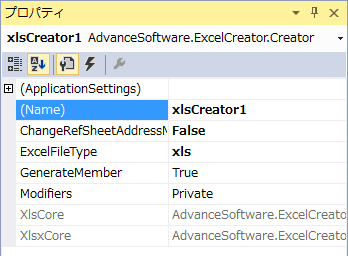 プロパティ
xlsCreator1 AdvanceSoftware.ExcelCreator.Creator
(ApplicationSettings)
(Name) xlsCreator1
ChangeRefSheetAddressM False
ExcelFileType xls
GenerateMember True
Modifiers Private
XlsCore AdvanceSoftware.ExcelCreato
XlsxCore AdvanceSoftware.ExcelCreato